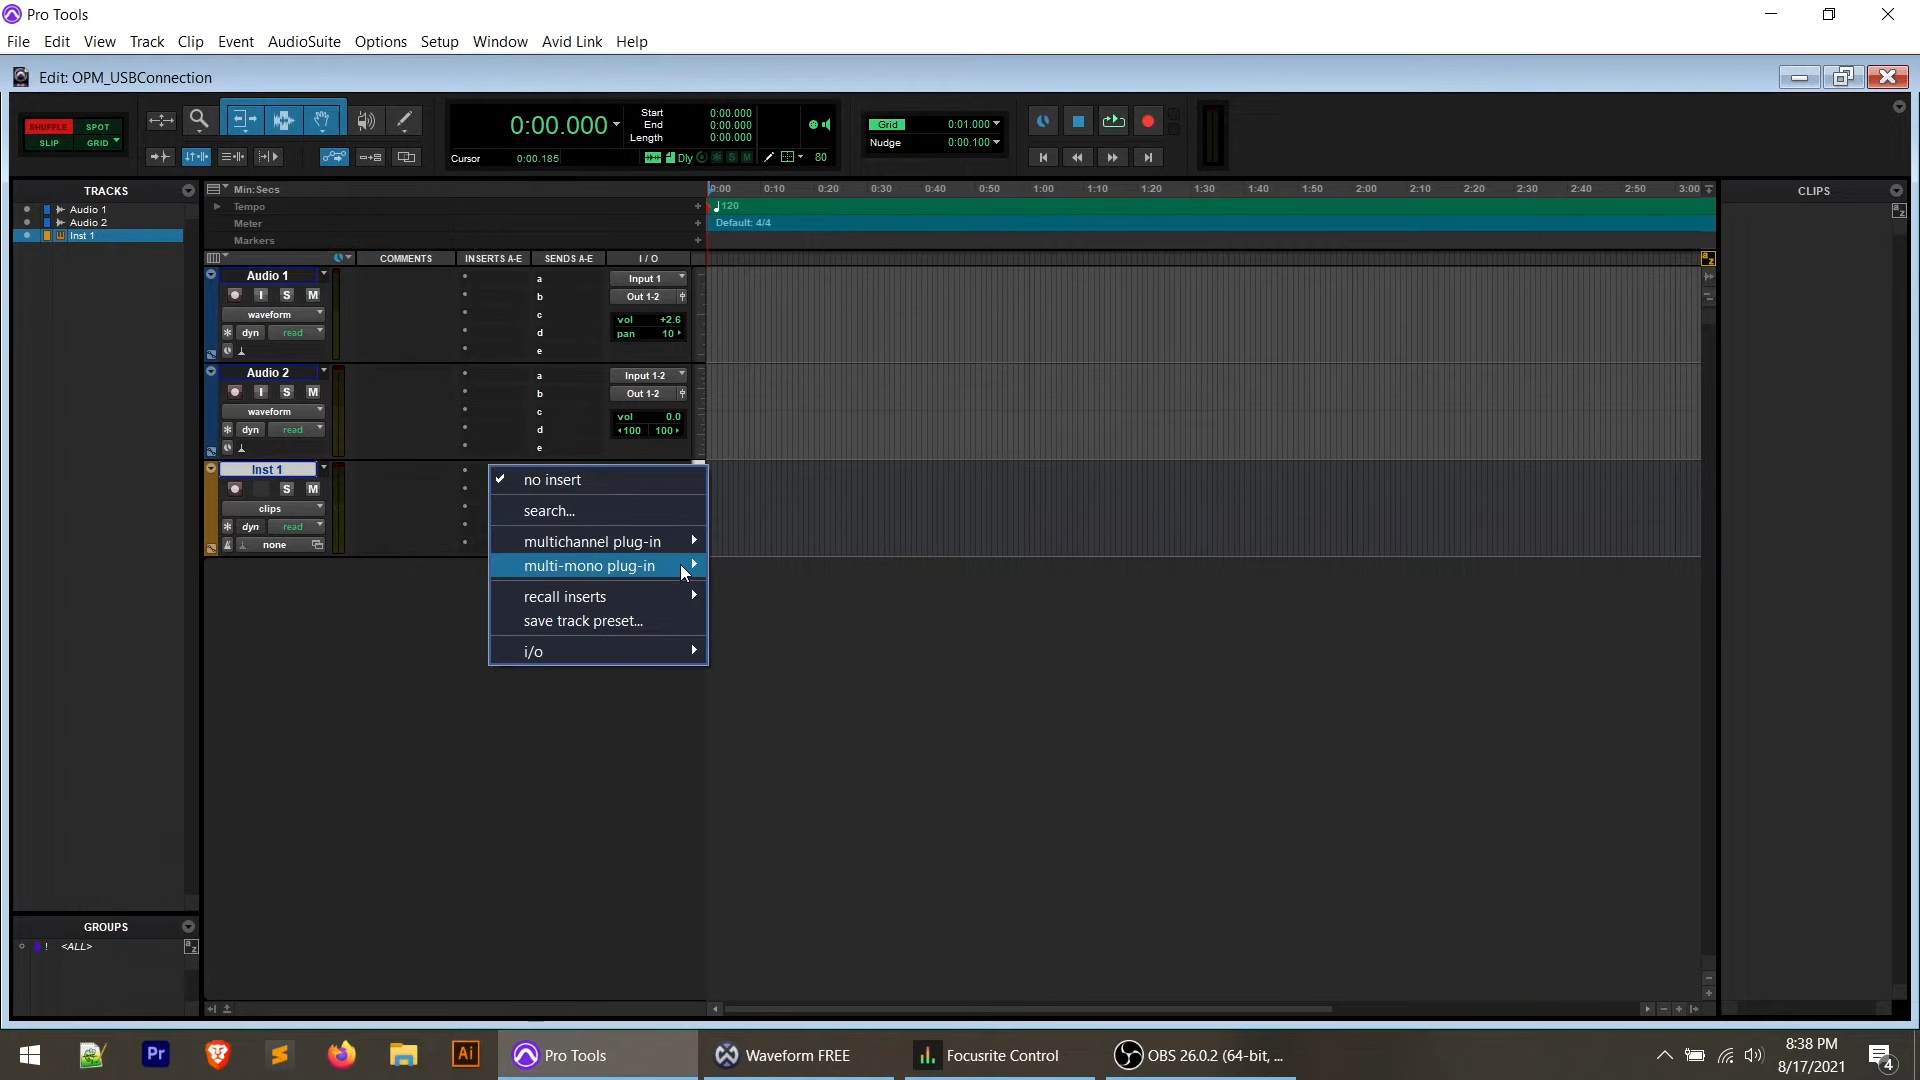 Pro Tools
File Edit View Track Clip Event AudioSuite Options Setup Window Avid Link Help
Edit: OPM_USBConnection
SHUFFLE SPOT
SLIP GRID
0:00.000
Start 0:00.000
End 0:00.000
Length 0:00.000
Cursor 0:00.185
Dly S M 80
Grid 0:01.000
Nudge 0:00.100
TRACKS
Audio 1
Audio 2
Inst 1
Min:Secs
0:00 0:10 0:20 0:30 0:40 0:50 1:00 1:10 1:20 1:30 1:40 1:50 2:00 2:10 2:20 2:30 2:40 2:50 3:00
Tempo
120
Meter
Default: 4/4
Markers
CLIPS
COMMENTS INSERTS A-E SENDS A-E I / O
Audio 1
I S M
waveform
dyn read
a
b
c
d
e
Input 1
Out 1-2
vol +2.6
pan 10
Audio 2
I S M
waveform
dyn read
a
b
c
d
e
Input 1-2
Out 1-2
vol 0.0
100 100
Inst 1
S M
clips
dyn read
none
no insert
search...
multichannel plug-in
multi-mono plug-in
recall inserts
save track preset...
i/o
GROUPS
! <ALL>
Pr
Ai
Pro Tools
Waveform FREE
Focusrite Control
OBS 26.0.2 (64-bit, ...
8:38 PM
8/17/2021
4